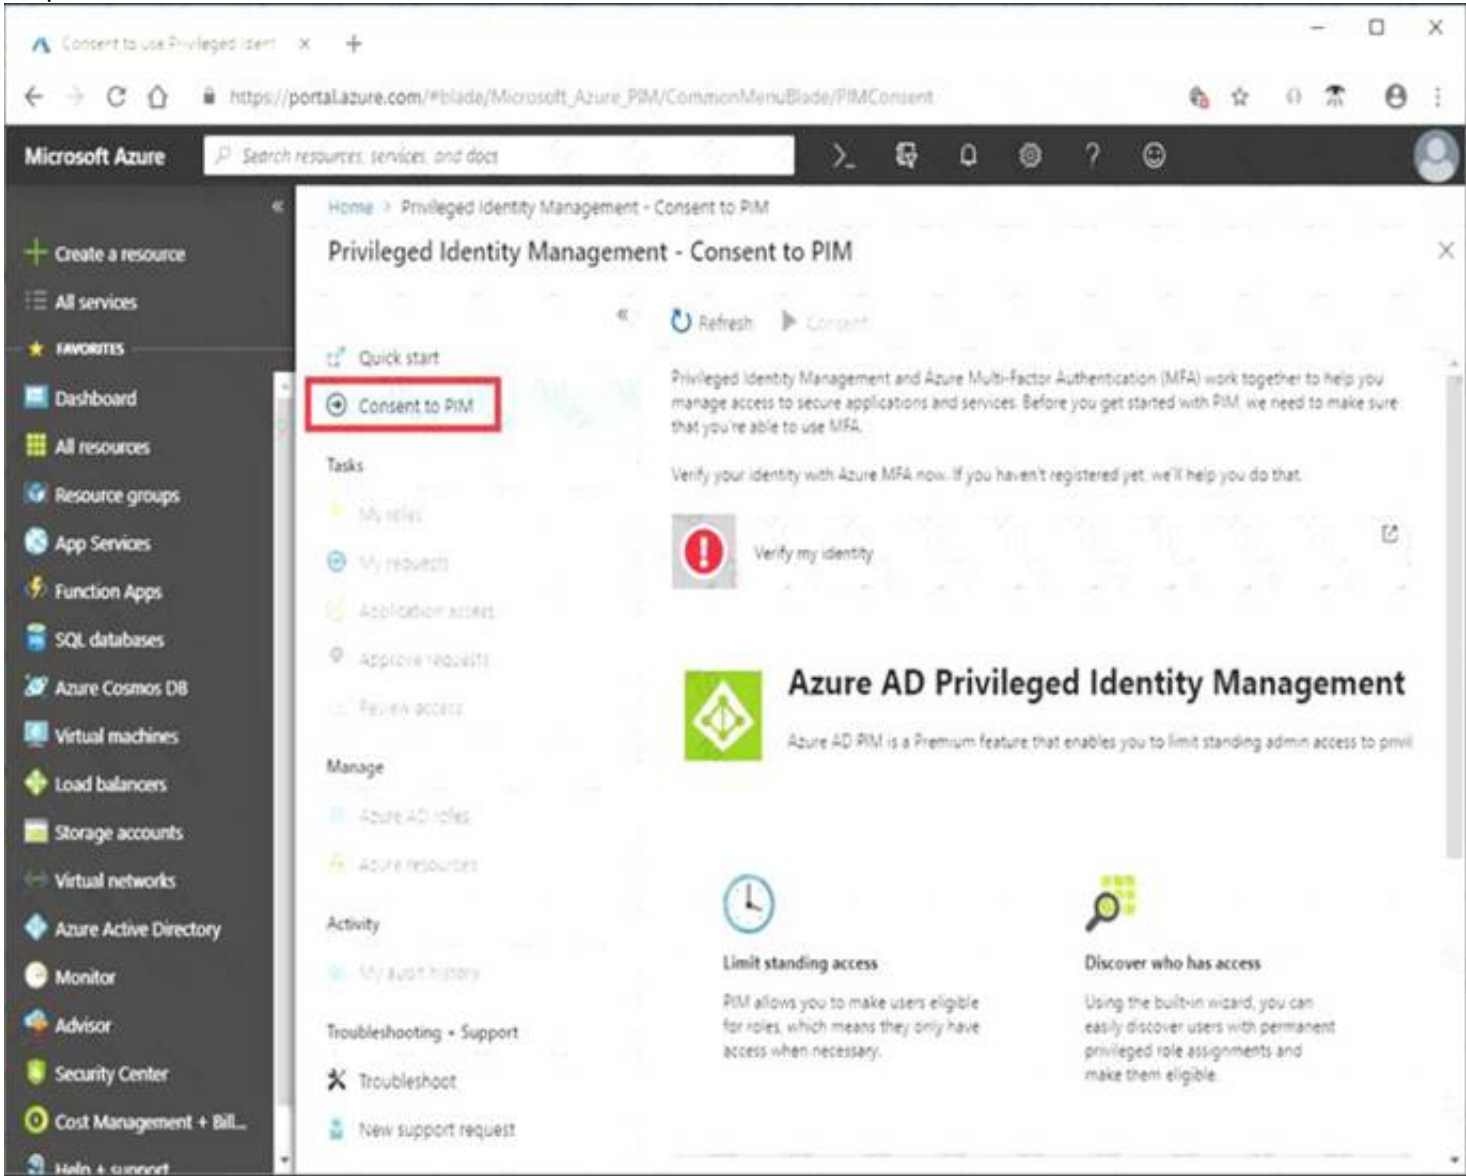 Consent to use Privileged Ident
https://portal.azure.com/#blade/Microsoft_Azure_PIM/CommonMenuBlade/PIMConsent
Microsoft Azure
Search resources, services, and docs
Home > Privileged Identity Management - Consent to PIM
Privileged Identity Management - Consent to PIM
Create a resource
All services
FAVORITES
Dashboard
All resources
Resource groups
App Services
Function Apps
SQL databases
Azure Cosmos DB
Virtual machines
Load balancers
Storage accounts
Virtual networks
Azure Active Directory
Monitor
Advisor
Security Center
Cost Management + Bill...
Help + support
Quick start
Consent to PIM
Tasks
My roles
My requests
Application access
Approve requests
Review access
Manage
Azure AD roles
Azure resources
Activity
My audit history
Troubleshooting + Support
Troubleshoot
New support request
Refresh
Consent
Privileged Identity Management and Azure Multi-Factor Authentication (MFA) work together to help you
manage access to secure applications and services. Before you get started with PIM, we need to make sure
that you're able to use MFA.
Verify your identity with Azure MFA now. If you haven't registered yet, we'll help you do that.
Verify my identity
Azure AD Privileged Identity Management
Azure AD PIM is a Premium feature that enables you to limit standing admin access to privil
Limit standing access
PIM allows you to make users eligible
for roles, which means they only have
access when necessary.
Discover who has access
Using the built-in wizard, you can
easily discover users with permanent
privileged role assignments and
make them eligible.